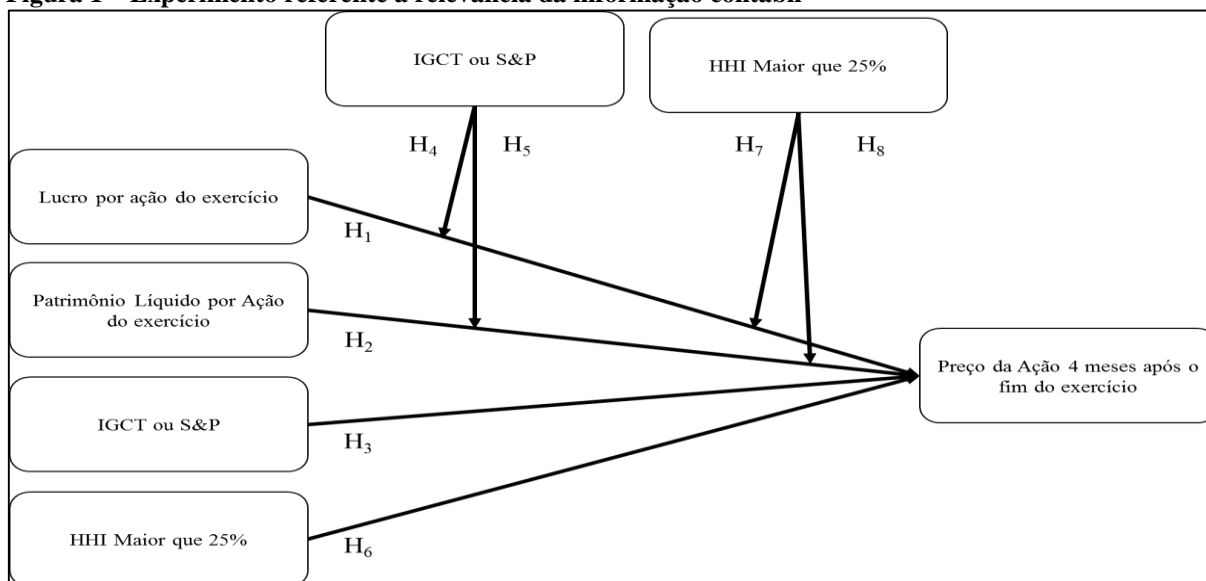 Figura 1 – Experimento referente à relevância da informação contábil
IGCT ou S&P
HHI Maior que 25%
H4
H5
H7
H8
Lucro por ação do exercício
H1
Patrimônio Líquido por Ação
do exercício
H2
Preço da Ação 4 meses após o
fim do exercício
IGCT ou S&P
H3
HHI Maior que 25%
H6